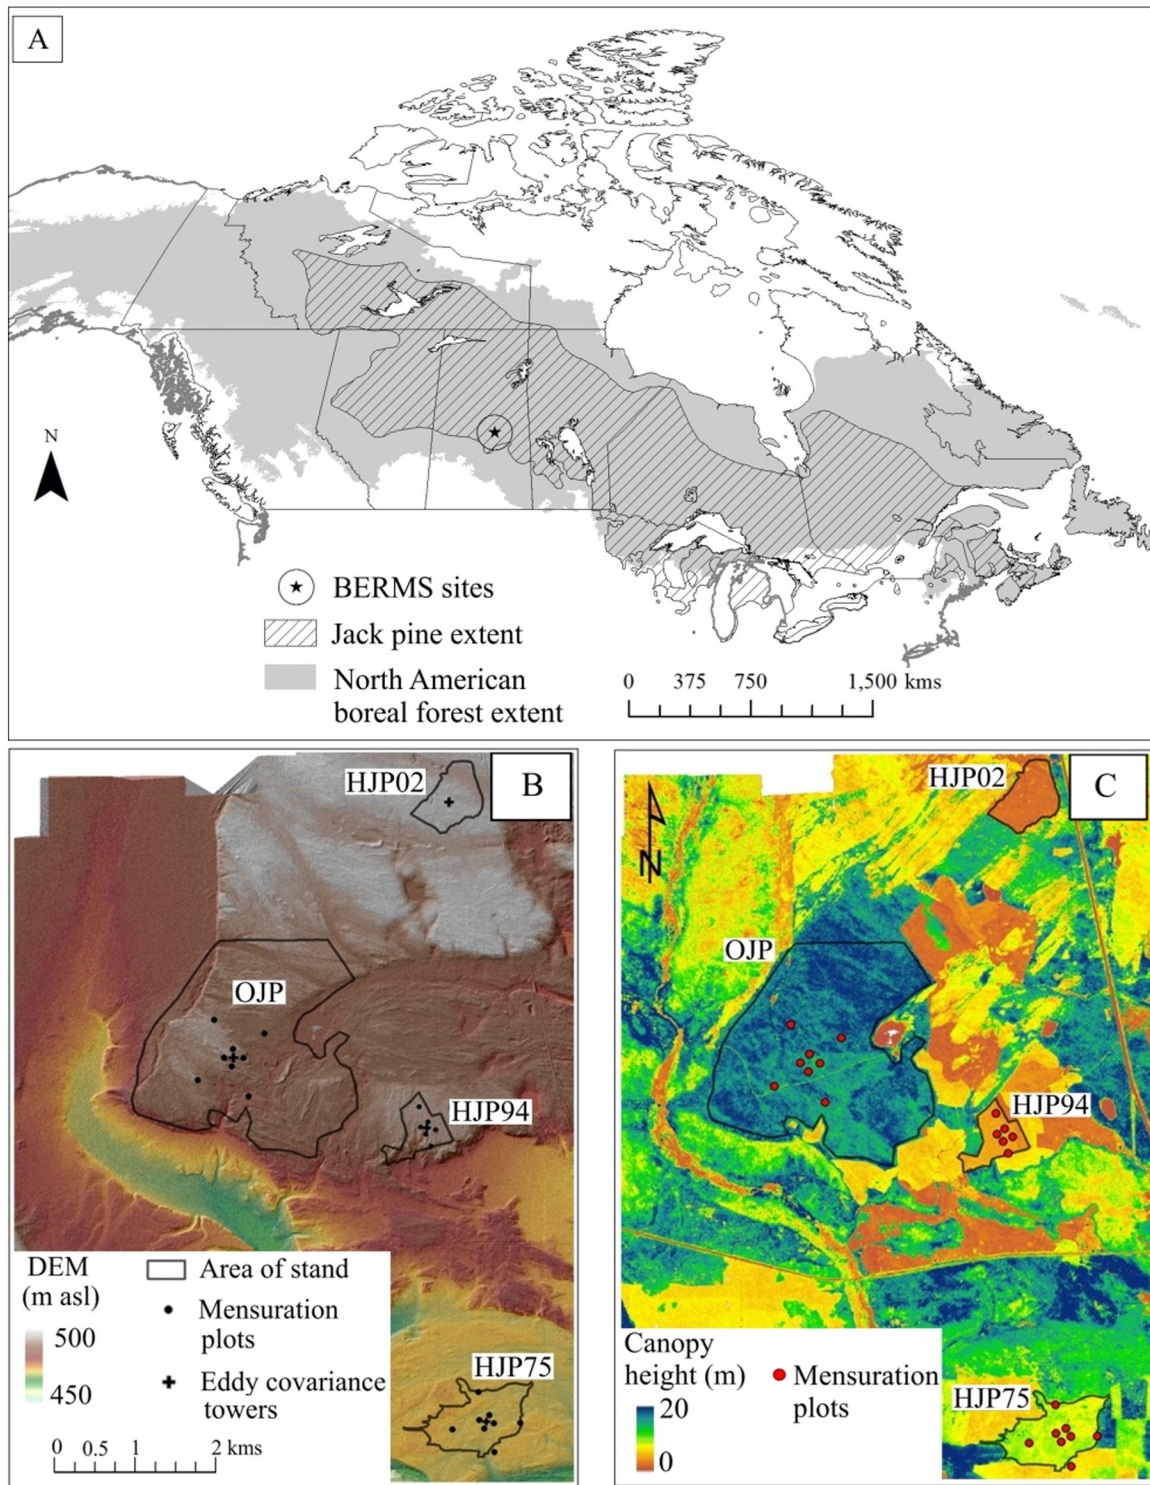 A
N
BERMS sites
Jack pine extent
North American
boreal forest extent
0 375 750 1,500 kms
HJP02
B
OJP
HJP94
DEM
(m asl)
500
450
Area of stand
Mensuration
plots
Eddy covariance
towers
0 0.5 1 2 kms
HJP75
HJP02
C
N
OJP
HJP94
Canopy
height (m)
20
0
Mensuration
plots
HJP75